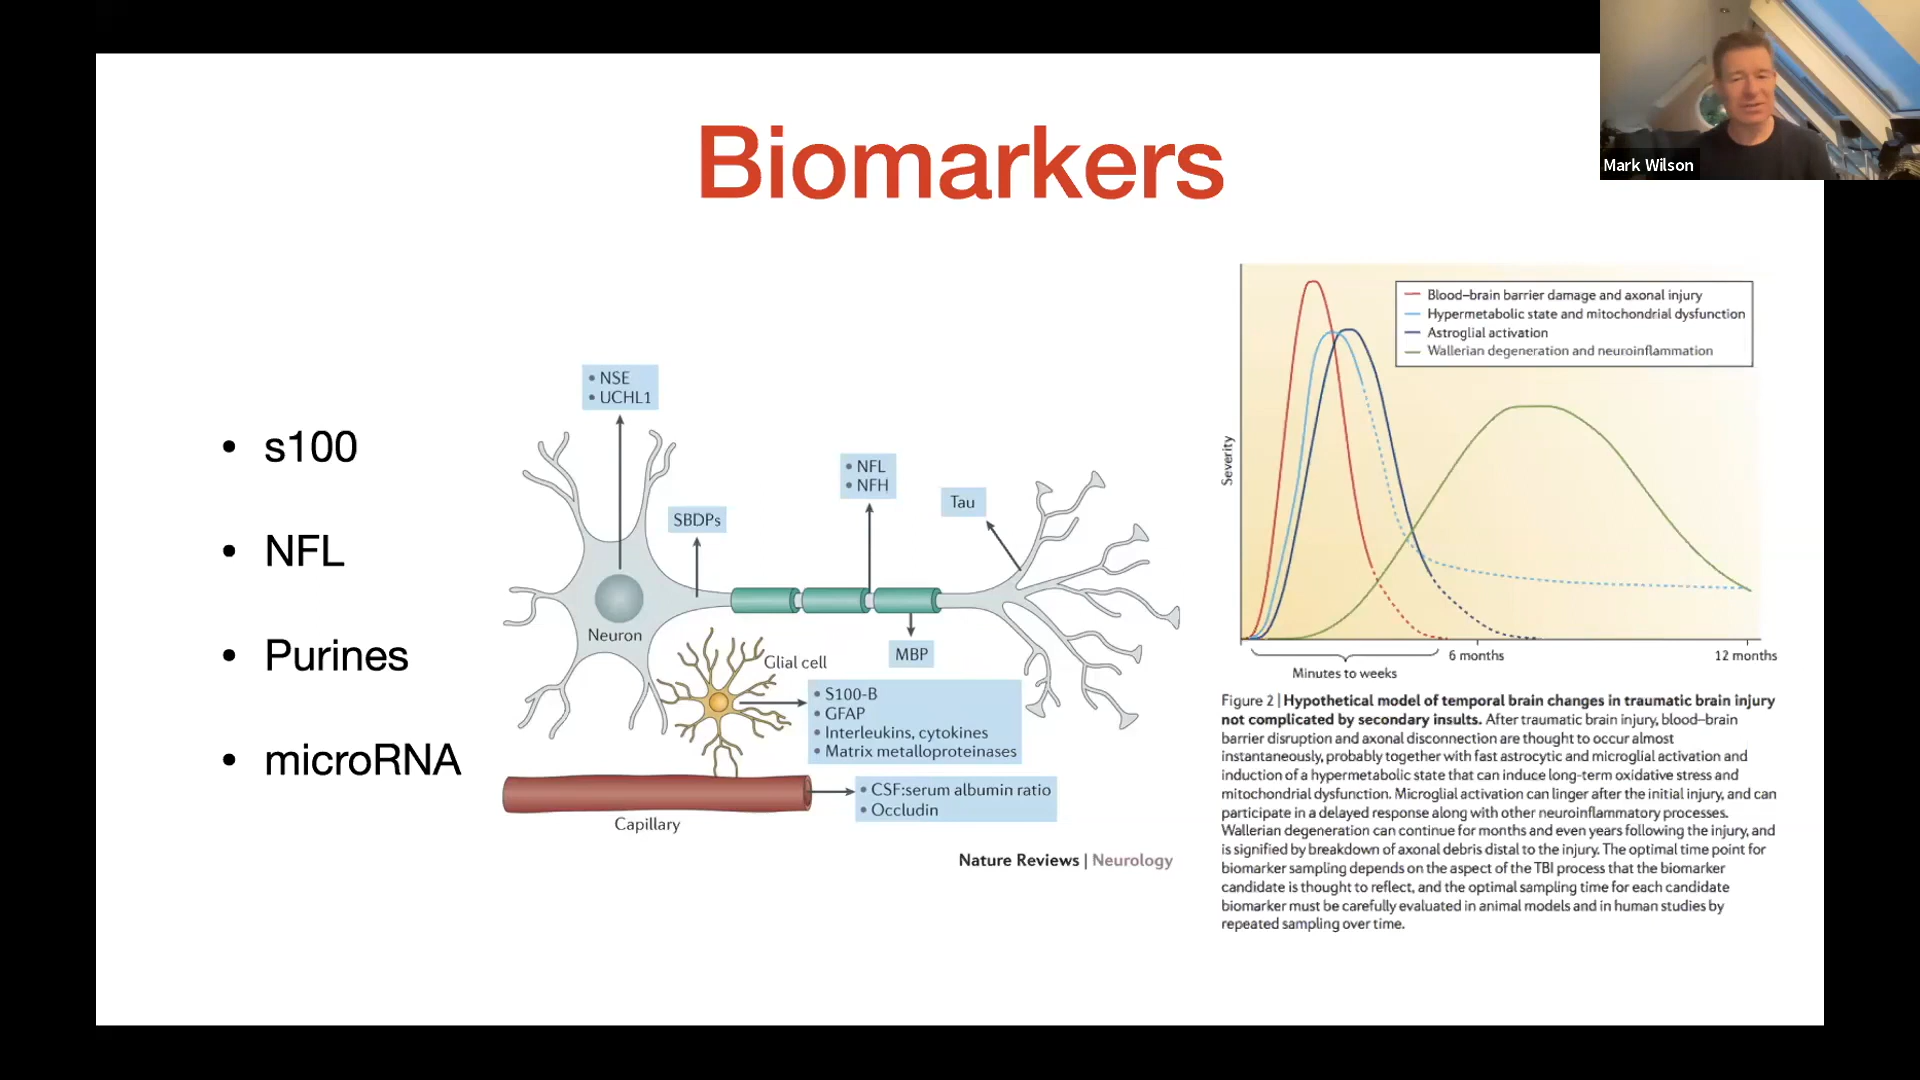 Biomarkers
Mark Wilson
• s100
• NFL
• Purines
• microRNA
• NSE
• UCHL1
SBDPs
• NFL
• NFH
Tau
Neuron
Glial cell
MBP
• S100-B
• GFAP
• Interleukins, cytokines
• Matrix metalloproteinases
• CSF:serum albumin ratio
• Occludin
Capillary
Nature Reviews | Neurology
Severity
Blood–brain barrier damage and axonal injury
Hypermetabolic state and mitochondrial dysfunction
Astroglial activation
Wallerian degeneration and neuroinflammation
Minutes to weeks
6 months
12 months
Figure 2 | Hypothetical model of temporal brain changes in traumatic brain injury
not complicated by secondary insults. After traumatic brain injury, blood–brain
barrier disruption and axonal disconnection are thought to occur almost
instantaneously, probably together with fast astrocytic and microglial activation and
induction of a hypermetabolic state that can induce long-term oxidative stress and
mitochondrial dysfunction. Microglial activation can linger after the initial injury, and can
participate in a delayed response along with other neuroinflammatory processes.
Wallerian degeneration can continue for months and even years following the injury, and
is signified by breakdown of axonal debris distal to the injury. The optimal time point for
biomarker sampling depends on the aspect of the TBI process that the biomarker
candidate is thought to reflect, and the optimal sampling time for each candidate
biomarker must be carefully evaluated in animal models and in human studies by
repeated sampling over time.